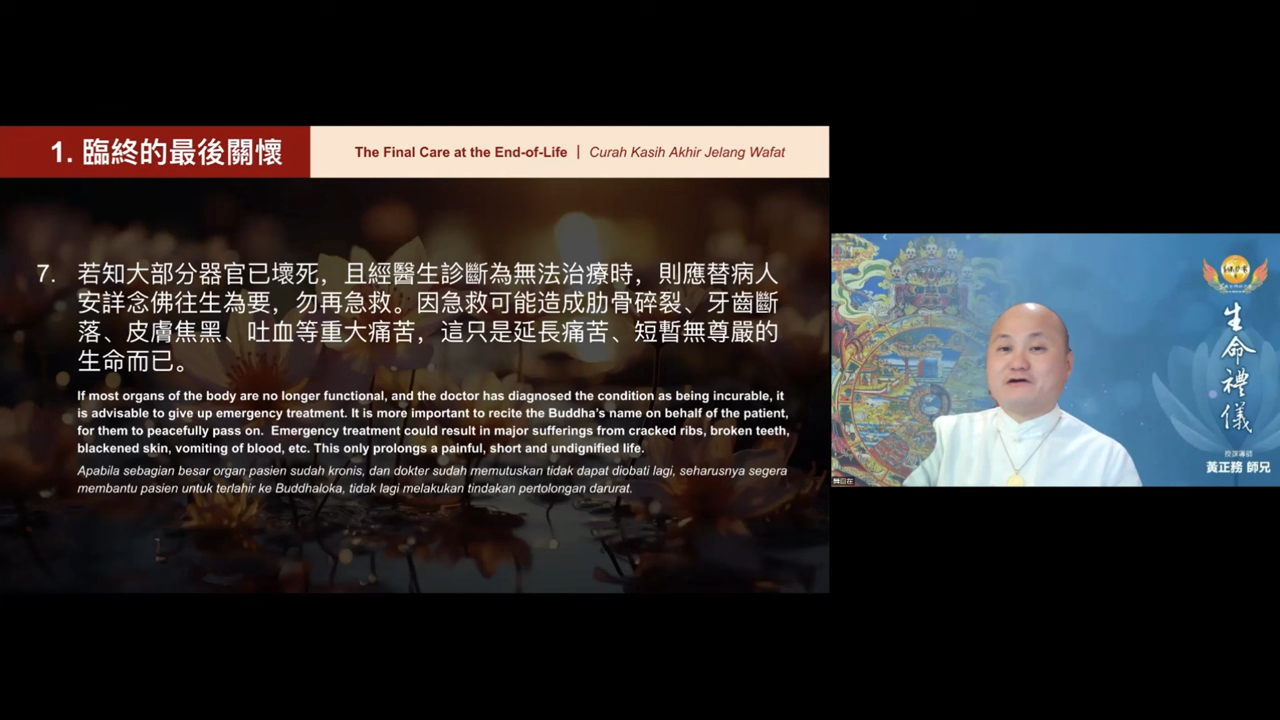 1. 臨終的最後關懷
The Final Care at the End-of-Life | Curah Kasih Akhir Jelang Wafat
7. 若知大部分器官已壞死，且經醫生診斷為無法治療時，則應替病人
安詳念佛往生為要，勿再急救。因急救可能造成肋骨碎裂、牙齒斷
落、皮膚焦黑、吐血等重大痛苦，這只是延長痛苦、短暫無尊嚴的
生命而已。
If most organs of the body are no longer functional, and the doctor has diagnosed the condition as being incurable, it
is advisable to give up emergency treatment. It is more important to recite the Buddha's name on behalf of the patient,
for them to peacefully pass on. Emergency treatment could result in major sufferings from cracked ribs, broken teeth,
blackened skin, vomiting of blood, etc. This only prolongs a painful, short and undignified life.
Apabila sebagian besar organ pasien sudah kronis, dan dokter sudah memutuskan tidak dapat diobati lagi, seharusnya segera
membantu pasien untuk terlahir ke Buddhaloka, tidak lagi melakukan tindakan pertolongan darurat.
生命禮儀
授課導師
黃正務 師兄